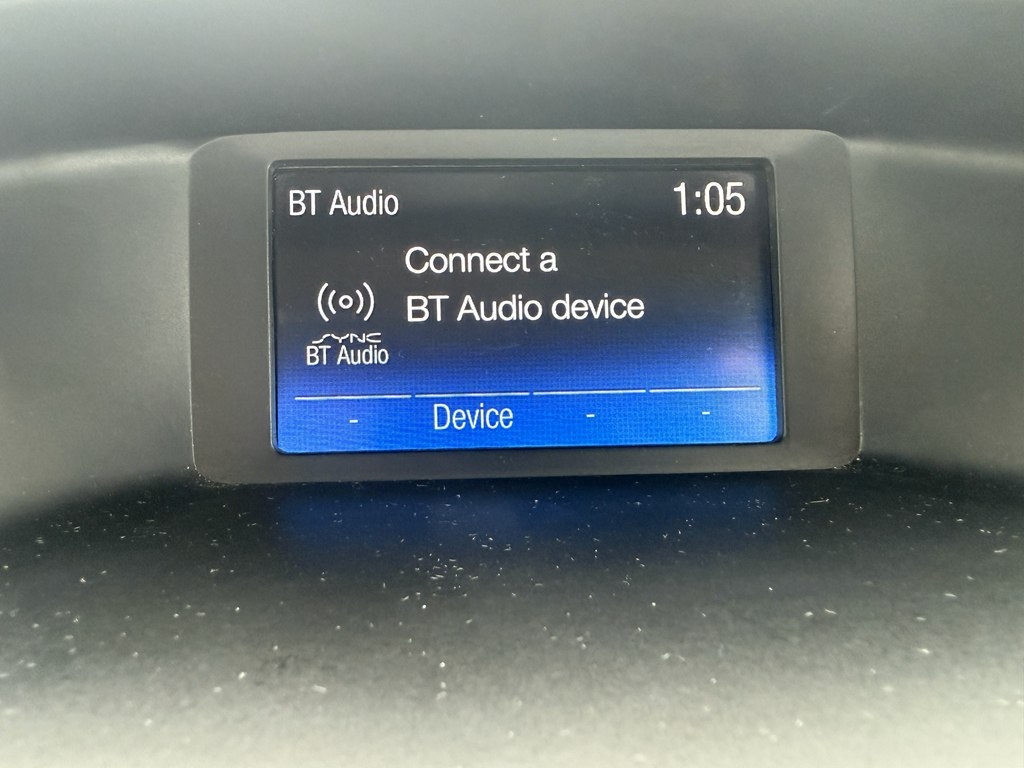 BT Audio 1:05
Connect a
BT Audio device
SYNC
BT Audio
- Device - -